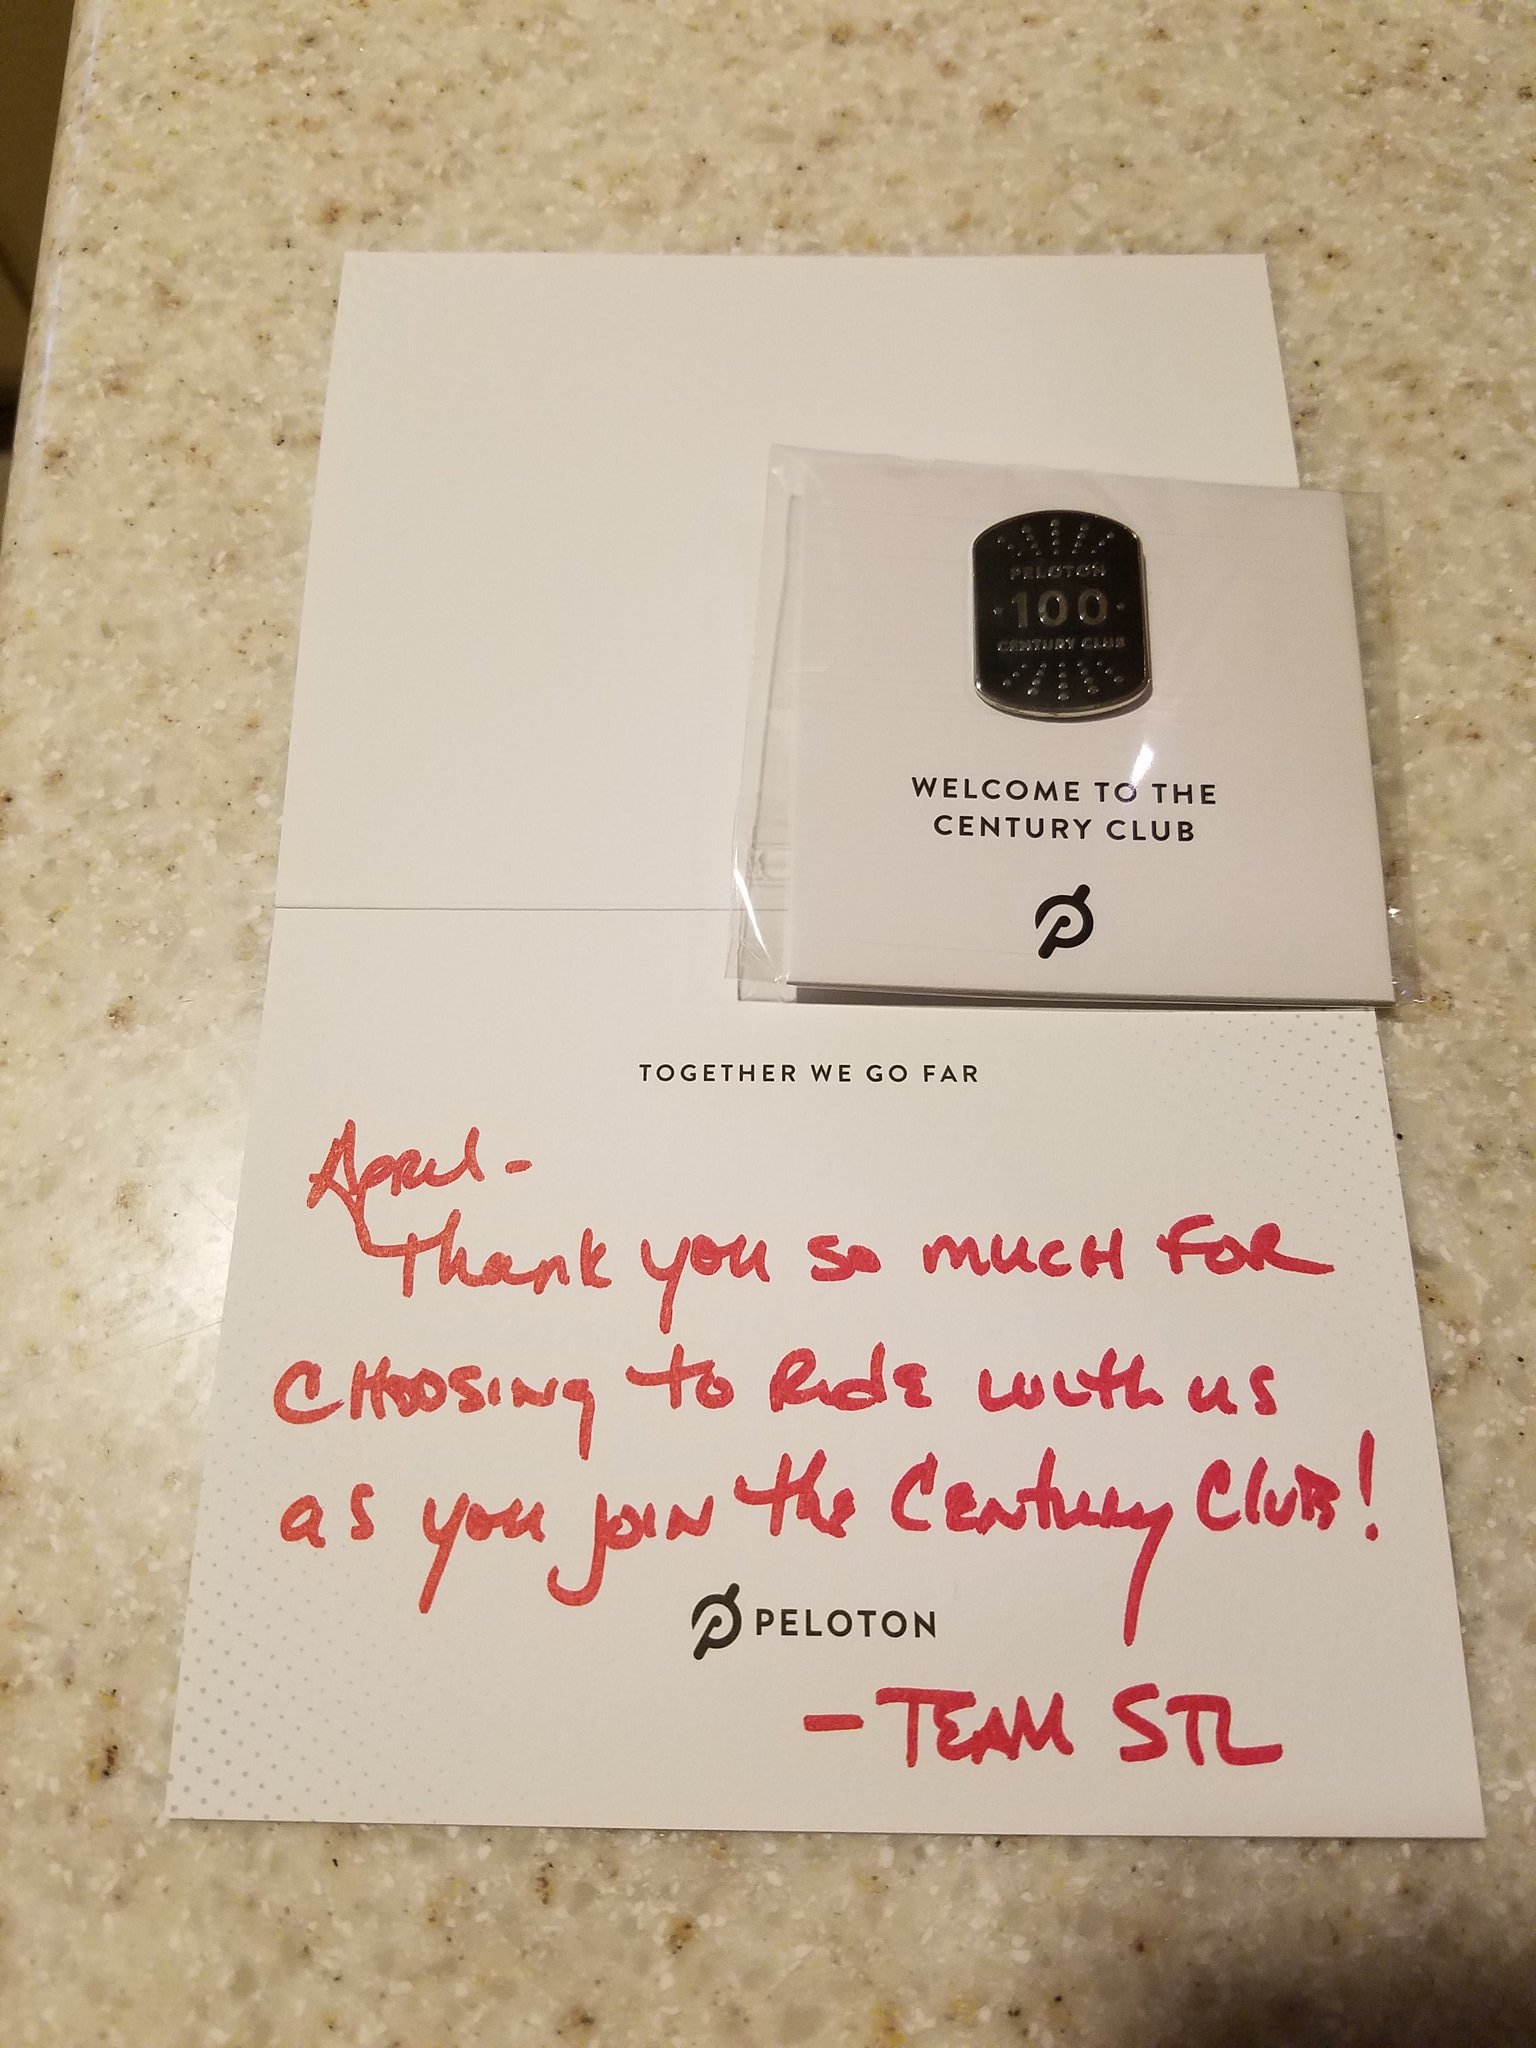 PELOTON
100
CENTURY CLUB
WELCOME TO THE
CENTURY CLUB
TOGETHER WE GO FAR
April-
Thank you so much for
choosing to ride with us
as you join the Century Club!
PELOTON
- TEAM STL